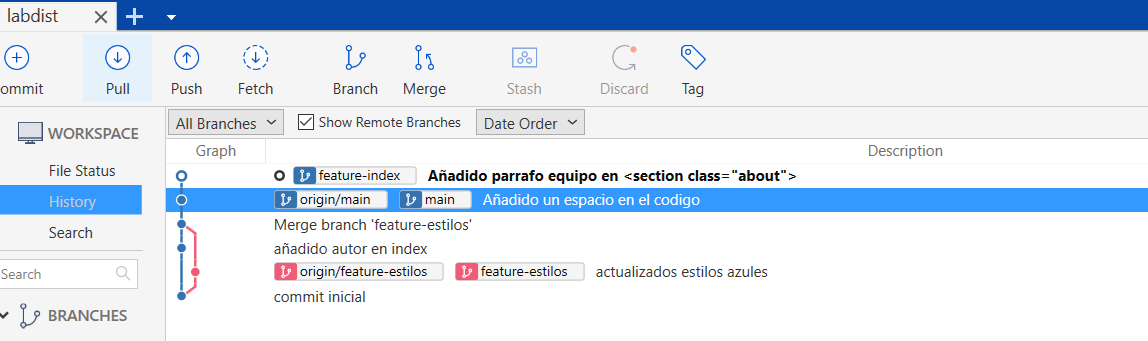 labdist
ommit Pull Push Fetch Branch Merge Stash Discard Tag
All Branches Show Remote Branches Date Order
WORKSPACE
Graph Description
File Status
feature-index Añadido parrafo equipo en <section class="about">
History
origin/main main Añadido un espacio en el codigo
Merge branch 'feature-estilos'
Search
añadido autor en index
Search
origin/feature-estilos feature-estilos actualizados estilos azules
commit inicial
BRANCHES